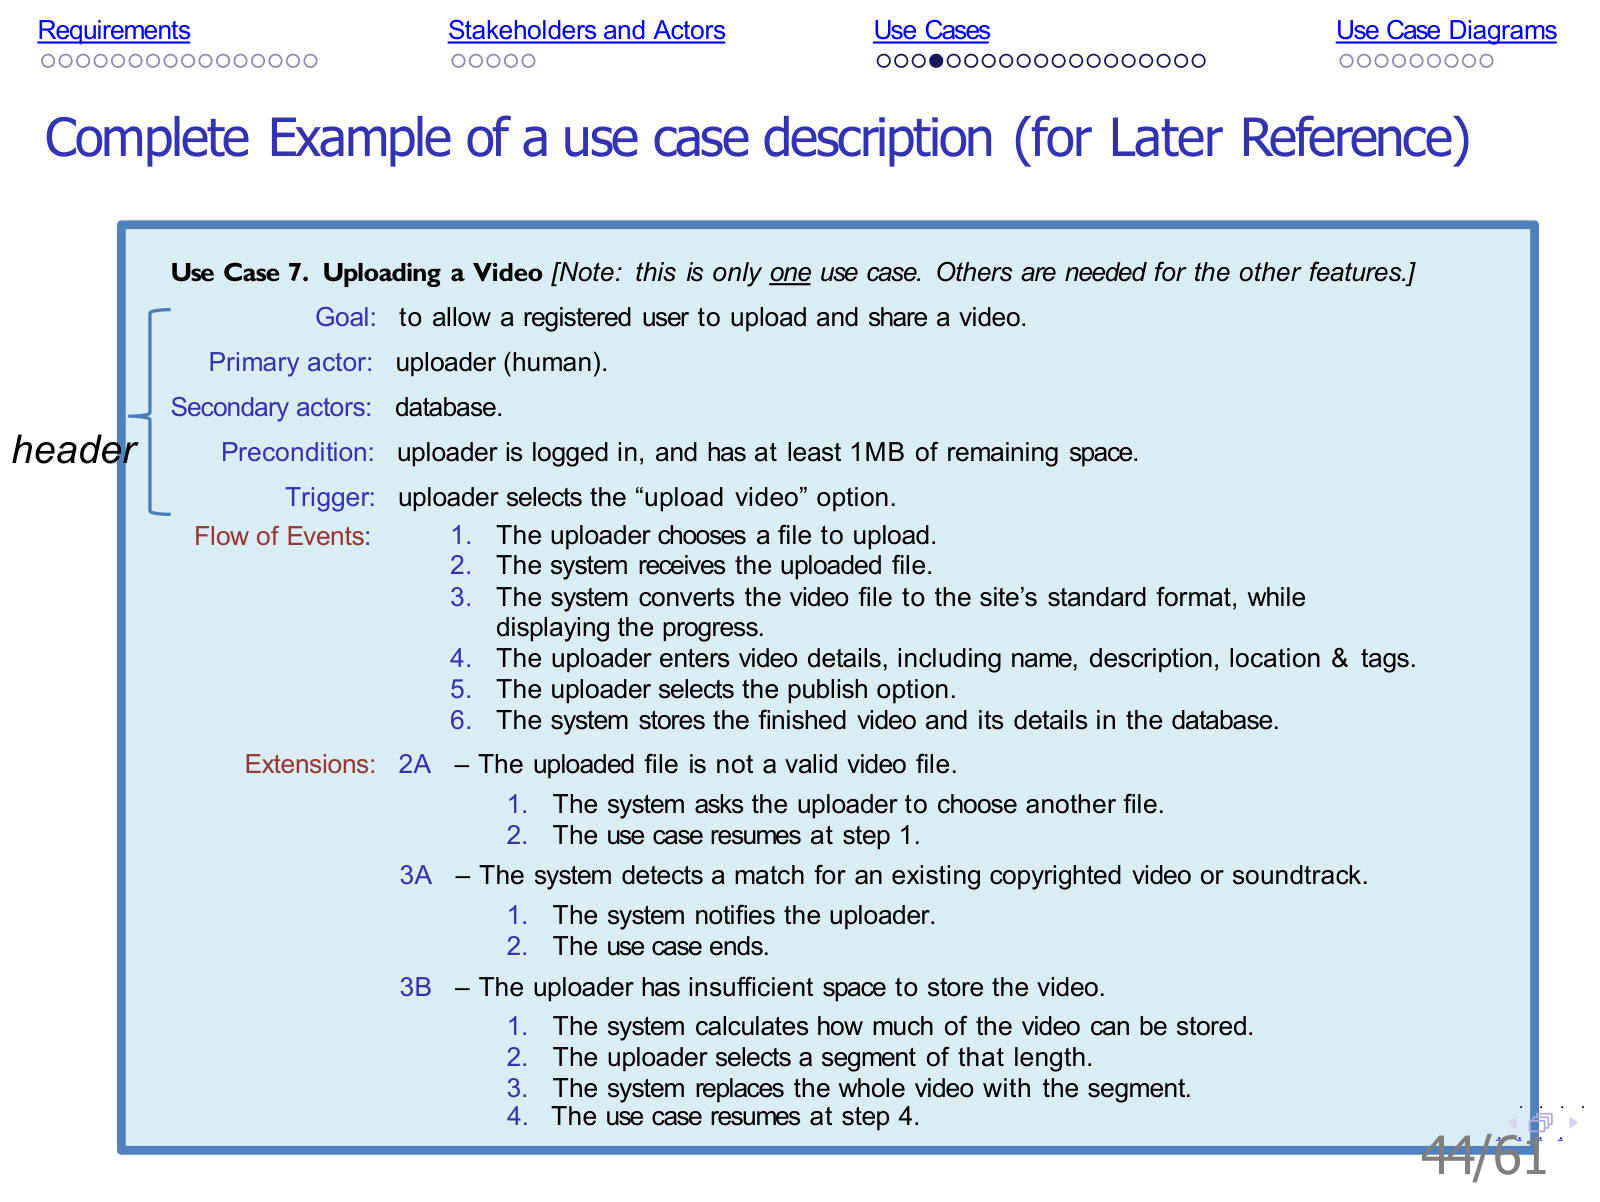 Requirements
Stakeholders and Actors
Use Cases
Use Case Diagrams
Complete Example of a use case description (for Later Reference)
Use Case 7. Uploading a Video [Note: this is only one use case. Others are needed for the other features.]
header
Goal: to allow a registered user to upload and share a video.
Primary actor: uploader (human).
Secondary actors: database.
Precondition: uploader is logged in, and has at least 1MB of remaining space.
Trigger: uploader selects the “upload video” option.
Flow of Events: 1. The uploader chooses a file to upload.
2. The system receives the uploaded file.
3. The system converts the video file to the site’s standard format, while
displaying the progress.
4. The uploader enters video details, including name, description, location & tags.
5. The uploader selects the publish option.
6. The system stores the finished video and its details in the database.
Extensions: 2A – The uploaded file is not a valid video file.
1. The system asks the uploader to choose another file.
2. The use case resumes at step 1.
3A – The system detects a match for an existing copyrighted video or soundtrack.
1. The system notifies the uploader.
2. The use case ends.
3B – The uploader has insufficient space to store the video.
1. The system calculates how much of the video can be stored.
2. The uploader selects a segment of that length.
3. The system replaces the whole video with the segment.
4. The use case resumes at step 4.
44/61